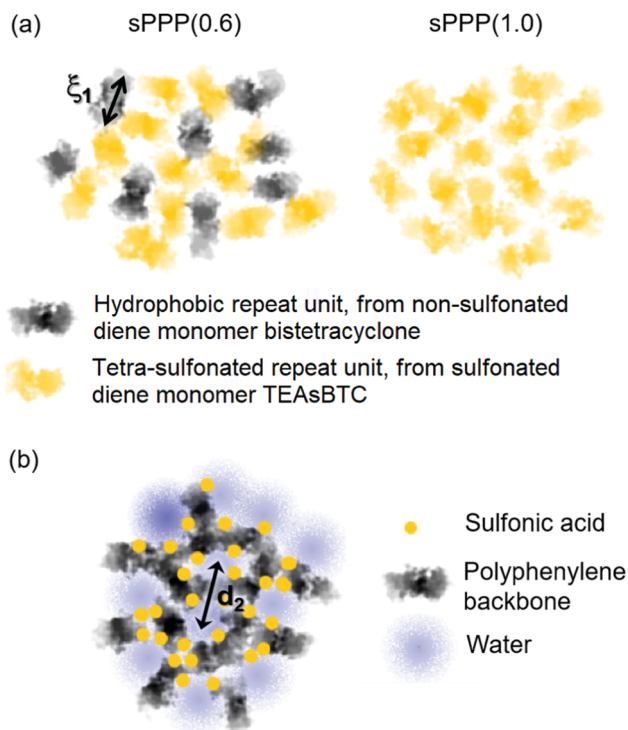 (a)
sPPP(0.6)
sPPP(1.0)
ξ₁
Hydrophobic repeat unit, from non-sulfonated
diene monomer bistetracyclone
Tetra-sulfonated repeat unit, from sulfonated
diene monomer TEAsBTC
(b)
d₂
Sulfonic acid
Polyphenylene
backbone
Water